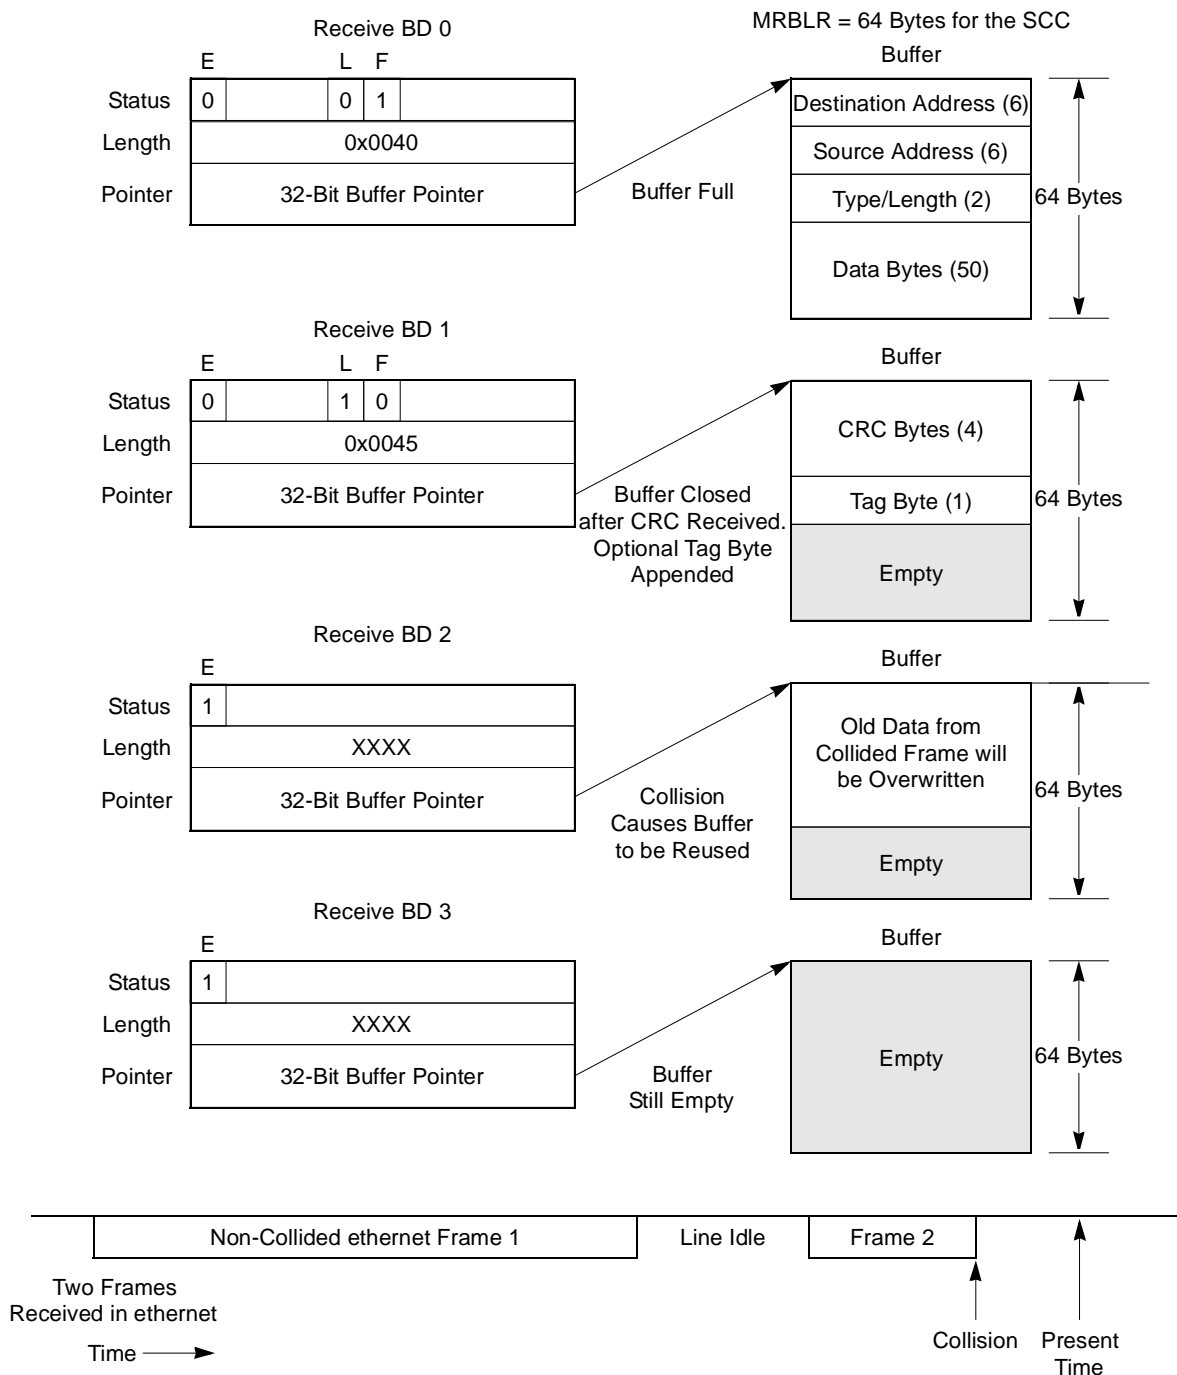 Receive BD 0
MRBLR = 64 Bytes for the SCC
Buffer
E L F
Status 0 0 1
Length 0x0040
Pointer 32-Bit Buffer Pointer
Buffer Full
Destination Address (6)
Source Address (6)
Type/Length (2)
Data Bytes (50)
64 Bytes
Receive BD 1
Buffer
E L F
Status 0 1 0
Length 0x0045
Pointer 32-Bit Buffer Pointer
Buffer Closed
after CRC Received.
Optional Tag Byte
Appended
CRC Bytes (4)
Tag Byte (1)
Empty
64 Bytes
Receive BD 2
Buffer
E
Status 1
Length XXXX
Pointer 32-Bit Buffer Pointer
Collision
Causes Buffer
to be Reused
Old Data from
Collided Frame will
be Overwritten
Empty
64 Bytes
Receive BD 3
Buffer
E
Status 1
Length XXXX
Pointer 32-Bit Buffer Pointer
Buffer
Still Empty
Empty
64 Bytes
Non-Collided ethernet Frame 1 Line Idle Frame 2
Two Frames
Received in ethernet
Time
Collision
Present
Time